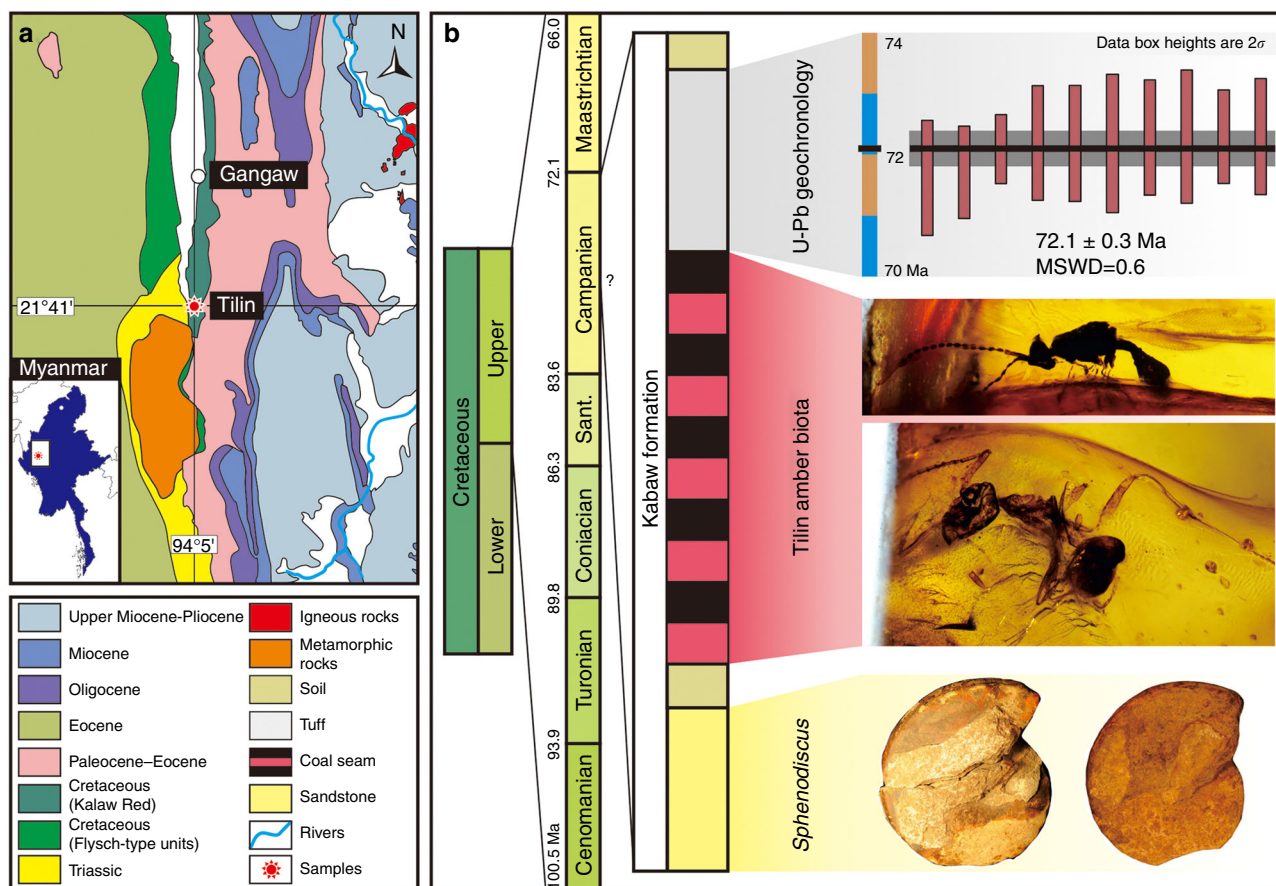 a
N
Gangaw
Tilin
21°41'
Myanmar
94°5'
Upper Miocene-Pliocene
Miocene
Oligocene
Eocene
Paleocene–Eocene
Cretaceous
(Kalaw Red)
Cretaceous
(Flysch-type units)
Triassic
Igneous rocks
Metamorphic
rocks
Soil
Tuff
Coal seam
Sandstone
Rivers
Samples
b
Cretaceous
Upper
Lower
66.0
Maastrichtian
72.1
Campanian
83.6
Sant.
86.3
Coniacian
89.8
Turonian
93.9
Cenomanian
100.5 Ma
?
Kabaw formation
U-Pb geochronology
74
72
70 Ma
Data box heights are 2σ
72.1 ± 0.3 Ma
MSWD=0.6
Tilin amber biota
Sphenodiscus